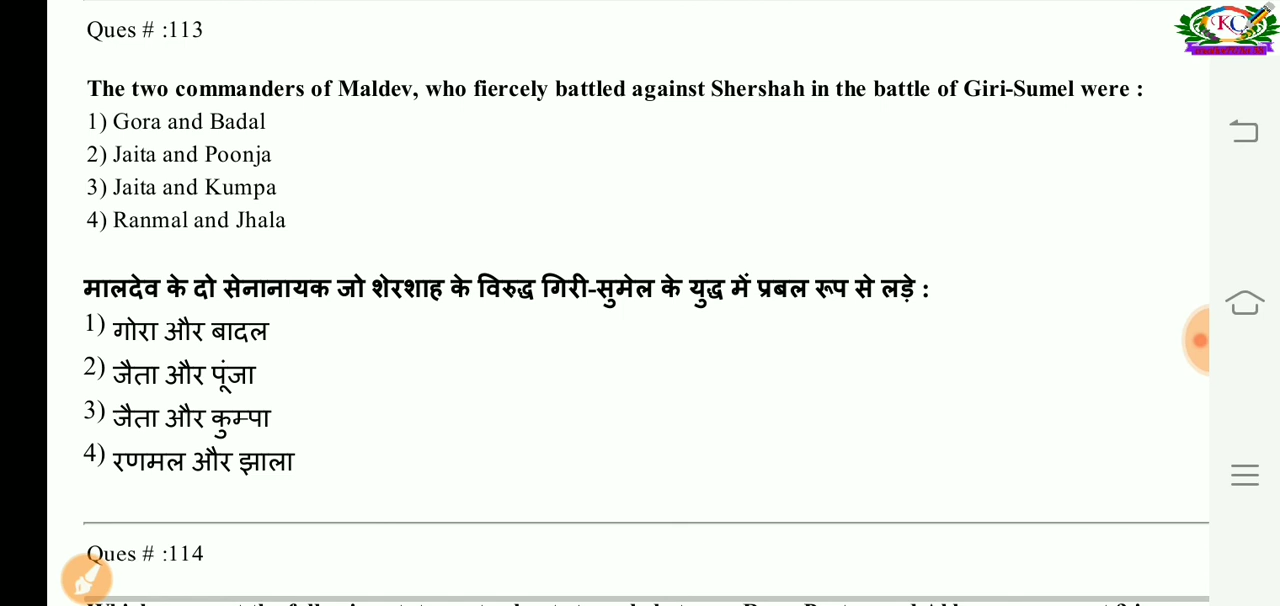 Ques # :113
KC
The two commanders of Maldev, who fiercely battled against Shershah in the battle of Giri-Sumel were :
1) Gora and Badal
2) Jaita and Poonja
3) Jaita and Kumpa
4) Ranmal and Jhala
मालदेव के दो सेनानायक जो शेरशाह के विरुद्ध गिरी-सुमेल के युद्ध में प्रबल रूप से लड़े :
1) गोरा और बादल
2) जैता और पूंजा
3) जैता और कुम्पा
4) रणमल और झाला
Ques # :114